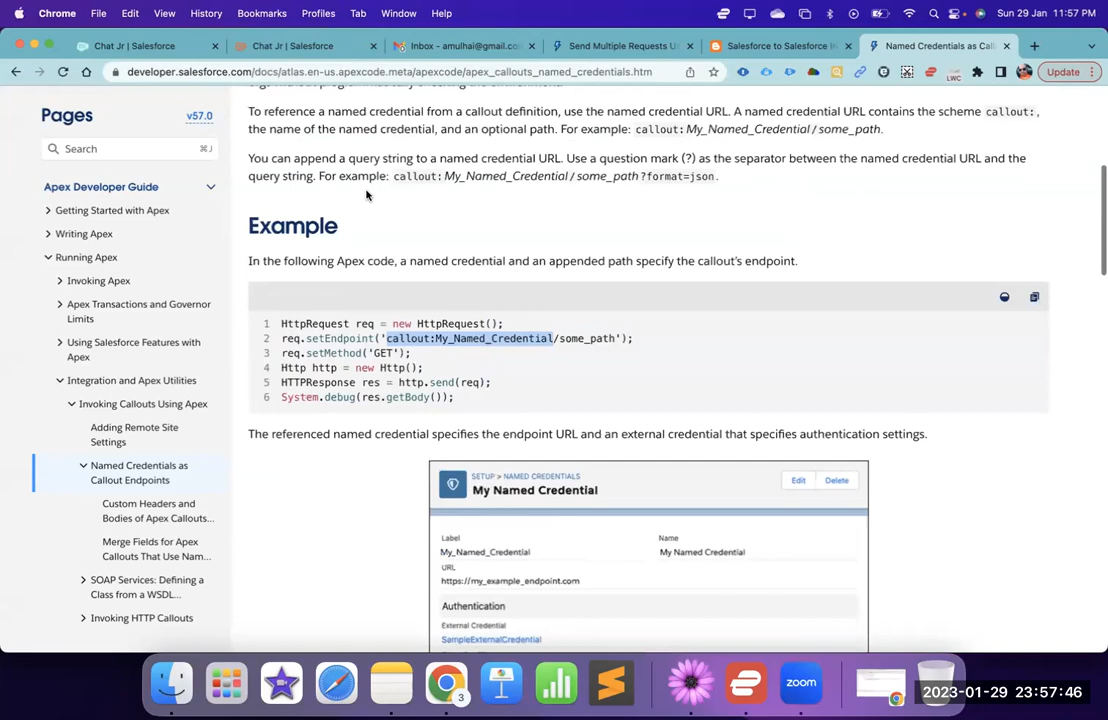 Chrome File Edit View History Bookmarks Profiles Tab Window Help Sun 29 Jan 11:57 PM
Chat Jr | Salesforce Chat Jr | Salesforce Inbox - amulhai@gmail.co Send Multiple Requests U Salesforce to Salesforce In Named Credentials as Cal
developer.salesforce.com/docs/atlas.en-us.apexcode.meta/apexcode/apex_callouts_named_credentials.htm LWC Update
Pages v57.0
Search ⌘J
Apex Developer Guide
Getting Started with Apex
Writing Apex
Running Apex
Invoking Apex
Apex Transactions and Governor
Limits
Using Salesforce Features with
Apex
Integration and Apex Utilities
Invoking Callouts Using Apex
Adding Remote Site
Settings
Named Credentials as
Callout Endpoints
Custom Headers and
Bodies of Apex Callouts...
Merge Fields for Apex
Callouts That Use Nam...
SOAP Services: Defining a
Class from a WSDL...
Invoking HTTP Callouts
To reference a named credential from a callout definition, use the named credential URL. A named credential URL contains the scheme callout:,
the name of the named credential, and an optional path. For example: callout:My_Named_Credential/some_path.
You can append a query string to a named credential URL. Use a question mark (?) as the separator between the named credential URL and the
query string. For example: callout:My_Named_Credential/some_path?format=json.
Example
In the following Apex code, a named credential and an appended path specify the callout's endpoint.
1 HttpRequest req = new HttpRequest();
2 req.setEndpoint('callout:My_Named_Credential/some_path');
3 req.setMethod('GET');
4 Http http = new Http();
5 HTTPResponse res = http.send(req);
6 System.debug(res.getBody());
The referenced named credential specifies the endpoint URL and an external credential that specifies authentication settings.
SETUP > NAMED CREDENTIALS
My Named Credential
Edit Delete
Label Name
My_Named_Credential My Named Credential
URL
https://my_example_endpoint.com
Authentication
External Credential
SampleExternalCredential
3
zoom
2023-01-29 23:57:46